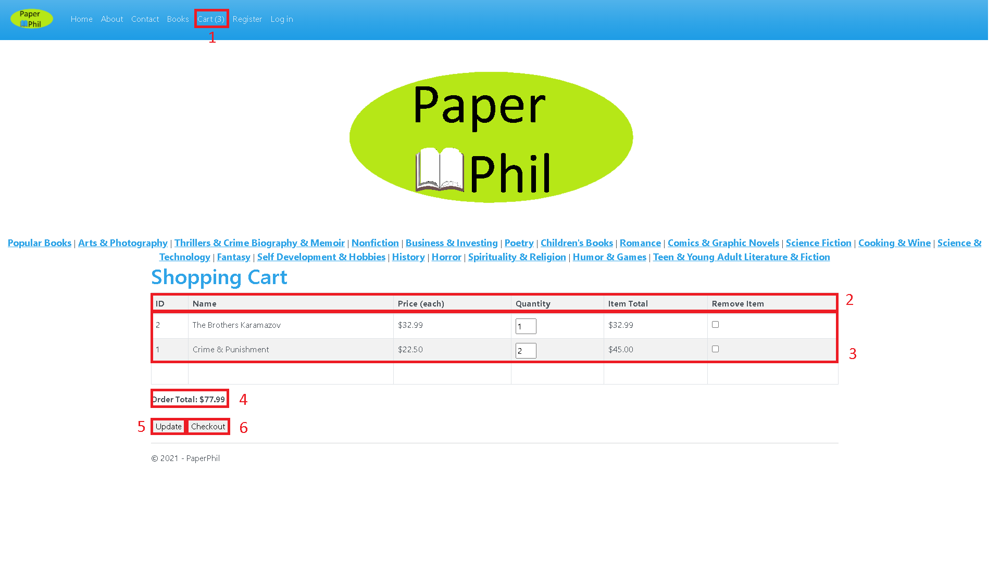 Paper
Phil
Home About Contact Books Cart (3) Register Log in
1
Paper
Phil
Popular Books | Arts & Photography | Thrillers & Crime Biography & Memoir | Nonfiction | Business & Investing | Poetry | Children's Books | Romance | Comics & Graphic Novels | Science Fiction | Cooking & Wine | Science &
Technology | Fantasy | Self Development & Hobbies | History | Horror | Spirituality & Religion | Humor & Games | Teen & Young Adult Literature & Fiction
Shopping Cart
ID Name Price (each) Quantity Item Total Remove Item 2
2 The Brothers Karamazov $32.99 1 $32.99
1 Crime & Punishment $22.50 2 $45.00 3
Order Total: $77.99 4
5 Update Checkout 6
© 2021 - PaperPhil